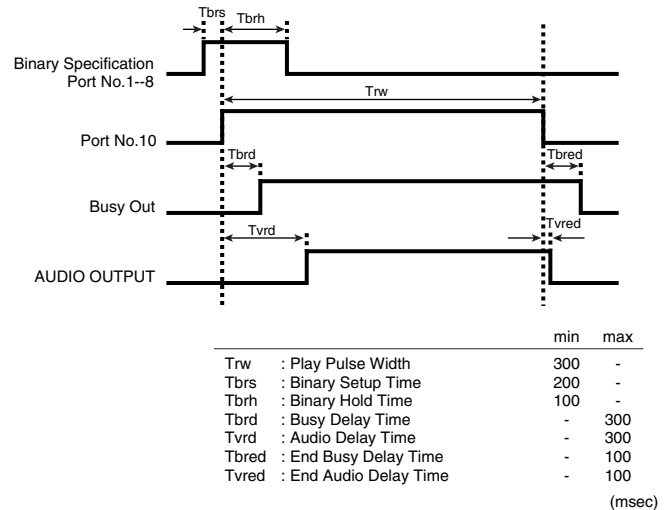 Tbrs Tbrh
Binary Specification
Port No.1--8
Trw
Port No.10
Tbrd Tbred
Busy Out
Tvrd Tvred
AUDIO OUTPUT
min max
Trw : Play Pulse Width 300 -
Tbrs : Binary Setup Time 200 -
Tbrh : Binary Hold Time 100 -
Tbrd : Busy Delay Time - 300
Tvrd : Audio Delay Time - 300
Tbred : End Busy Delay Time - 100
Tvred : End Audio Delay Time - 100
(msec)